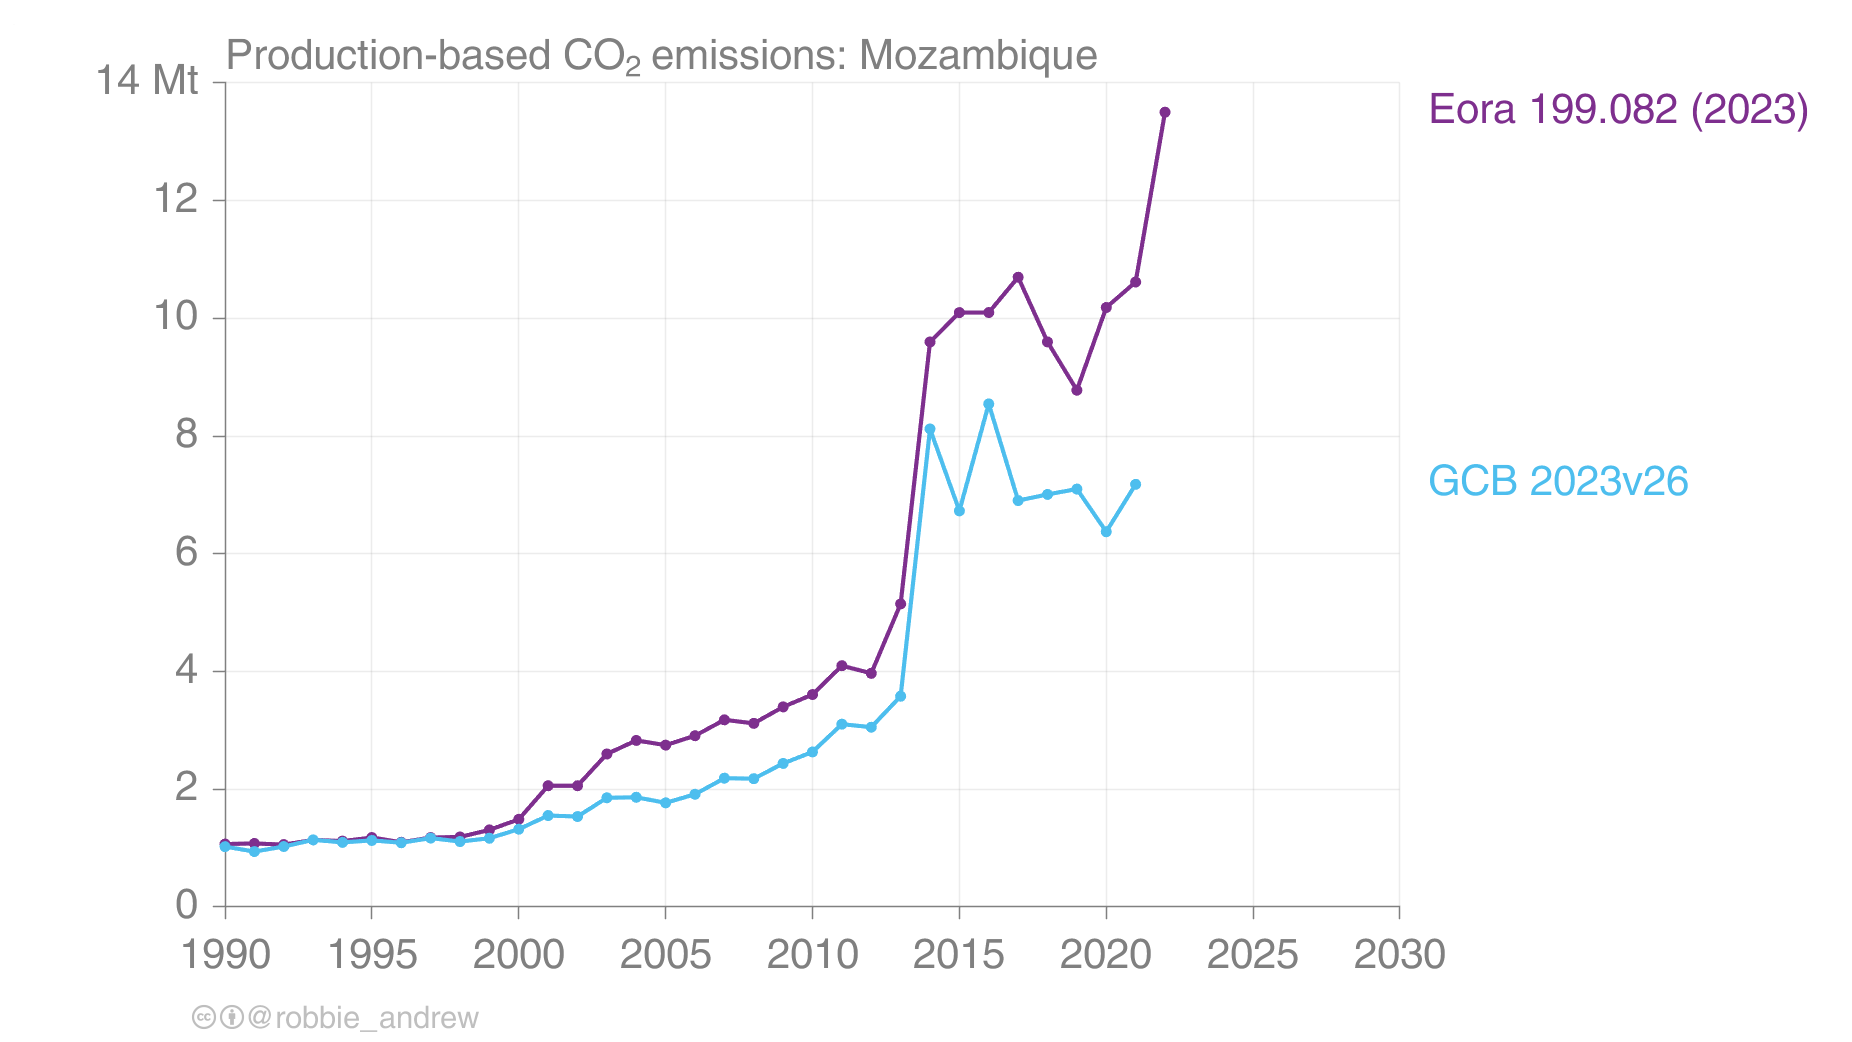 Production-based CO₂ emissions: Mozambique
14 Mt
12
10
8
6
4
2
0
1990 1995 2000 2005 2010 2015 2020 2025 2030
Eora 199.082 (2023)
GCB 2023v26
cc @robbie_andrew